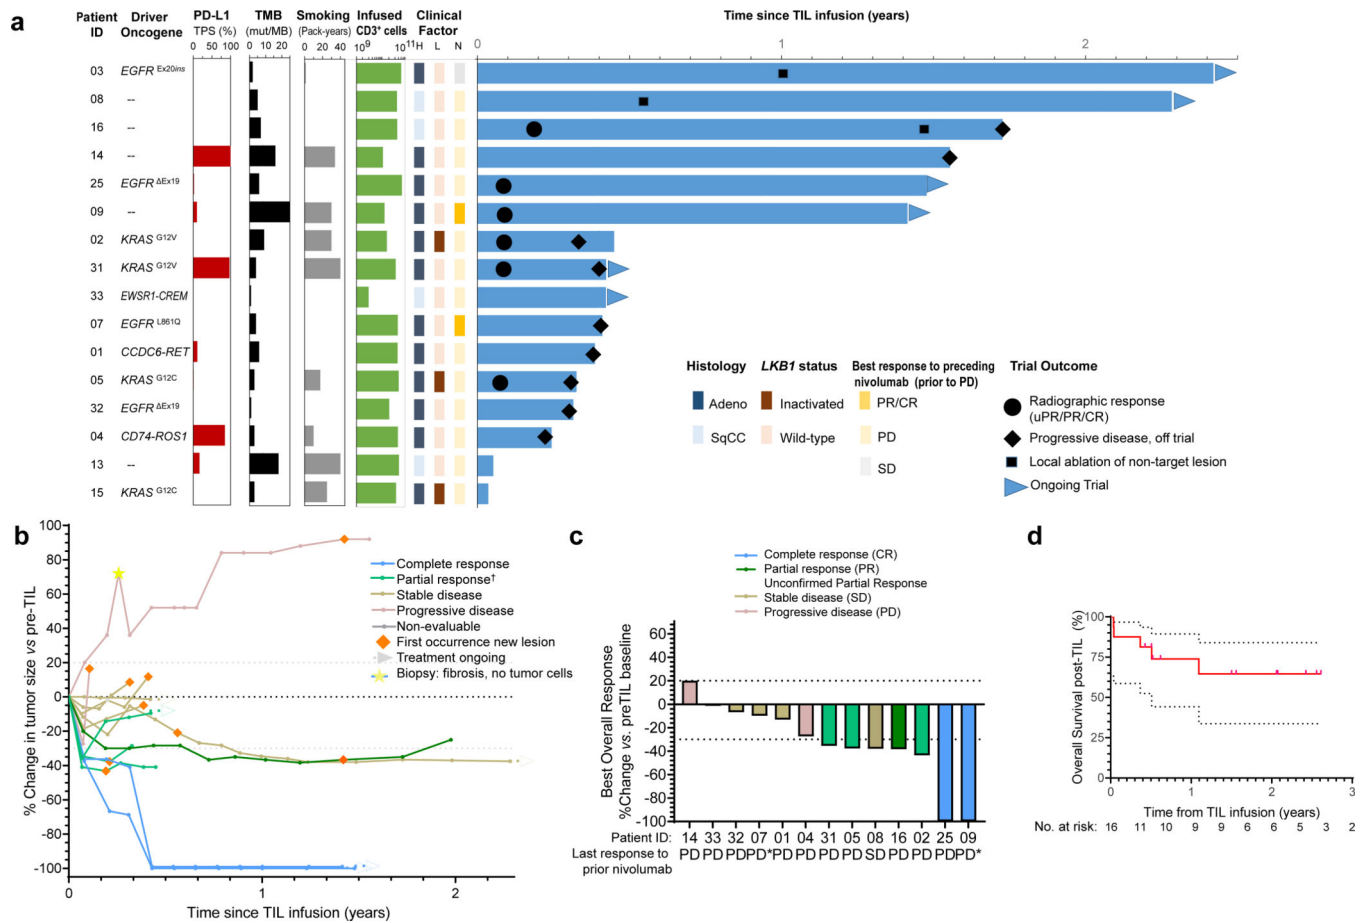 a
Patient ID
Driver Oncogene
PD-L1
TPS (%)
0 50 100
TMB
(mut/MB)
0 10 20
Smoking
(Pack-years)
0 20 40
Infused
CD3⁺ cells
10⁹ 10¹¹
Clinical
Factor
H L N
Time since TIL infusion (years)
0 1 2
03 EGFR Ex20ins
08 --
16 --
14 --
25 EGFR ΔEx19
09 --
02 KRAS G12V
31 KRAS G12V
33 EWSR1-CREM
07 EGFR L861Q
01 CCDC6-RET
05 KRAS G12C
32 EGFR ΔEx19
04 CD74-ROS1
13 --
15 KRAS G12C
Histology
Adeno
SqCC
LKB1 status
Inactivated
Wild-type
Best response to preceding
nivolumab (prior to PD)
PR/CR
PD
SD
Trial Outcome
Radiographic response
(uPR/PR/CR)
Progressive disease, off trial
Local ablation of non-target lesion
Ongoing Trial
b
% Change in tumor size vs pre-TIL
100
80
60
40
20
0
-20
-40
-60
-80
-100
0 1 2
Time since TIL infusion (years)
Complete response
Partial response†
Stable disease
Progressive disease
Non-evaluable
First occurrence new lesion
Treatment ongoing
Biopsy: fibrosis, no tumor cells
c
Complete response (CR)
Partial response (PR)
Unconfirmed Partial Response
Stable disease (SD)
Progressive disease (PD)
Best Overall Response
%Change vs. preTIL baseline
60
40
20
0
-20
-40
-60
-80
-100
Patient ID: 14 33 32 07 01 04 31 05 08 16 02 25 09
Last response to
prior nivolumab
PD PD PD PD* PD PD PD PD SD PD PD PD PD*
d
Overall Survival post-TIL (%)
100
75
50
25
0
0 1 2 3
Time from TIL infusion (years)
No. at risk: 16 11 10 9 9 6 6 5 3 2